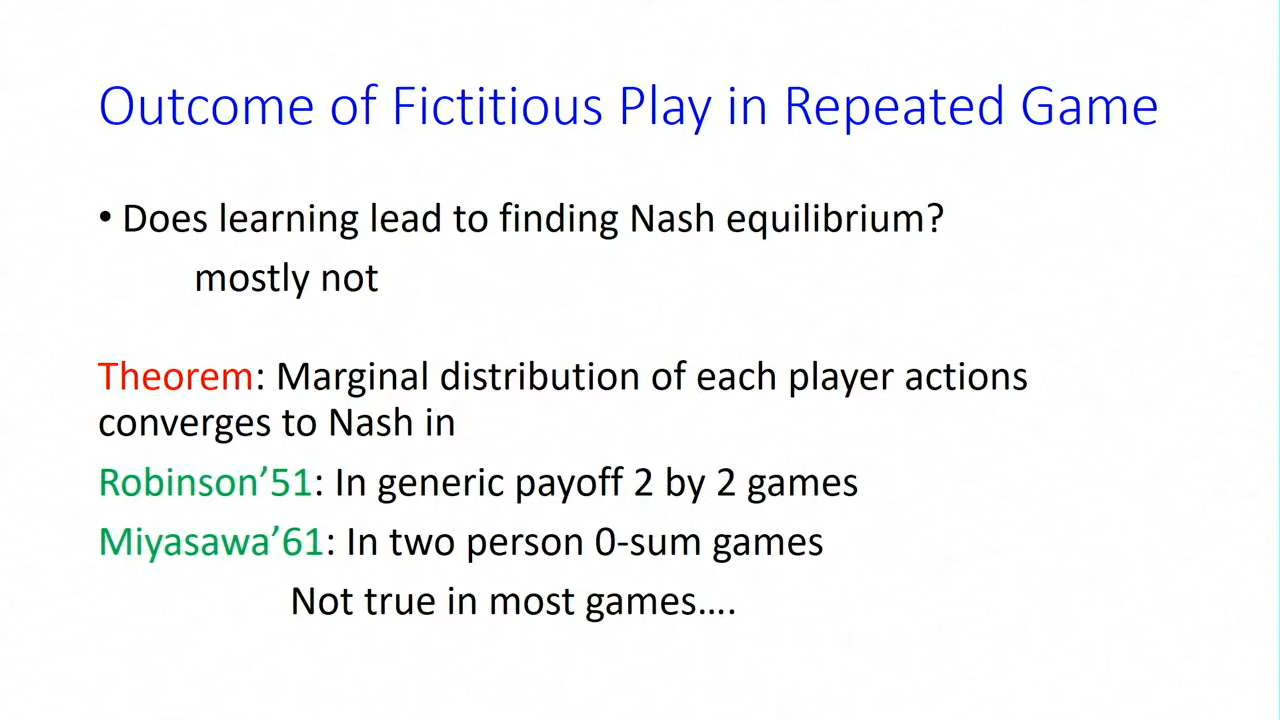 Outcome of Fictitious Play in Repeated Game
• Does learning lead to finding Nash equilibrium?
mostly not
Theorem: Marginal distribution of each player actions
converges to Nash in
Robinson’51: In generic payoff 2 by 2 games
Miyasawa’61: In two person 0-sum games
Not true in most games….